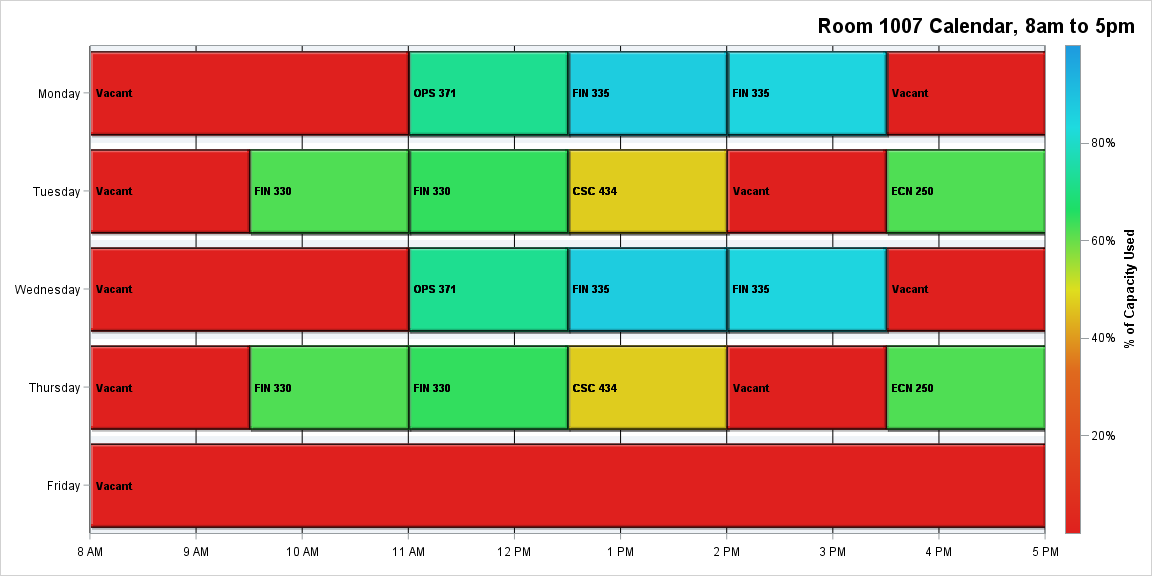 Room 1007 Calendar, 8am to 5pm
Monday
Vacant
OPS 371
FIN 335
FIN 335
Vacant
Tuesday
Vacant
FIN 330
FIN 330
CSC 434
Vacant
ECN 250
Wednesday
Vacant
OPS 371
FIN 335
FIN 335
Vacant
Thursday
Vacant
FIN 330
FIN 330
CSC 434
Vacant
ECN 250
Friday
Vacant
8 AM
9 AM
10 AM
11 AM
12 PM
1 PM
2 PM
3 PM
4 PM
5 PM
80%
60%
40%
20%
% of Capacity Used